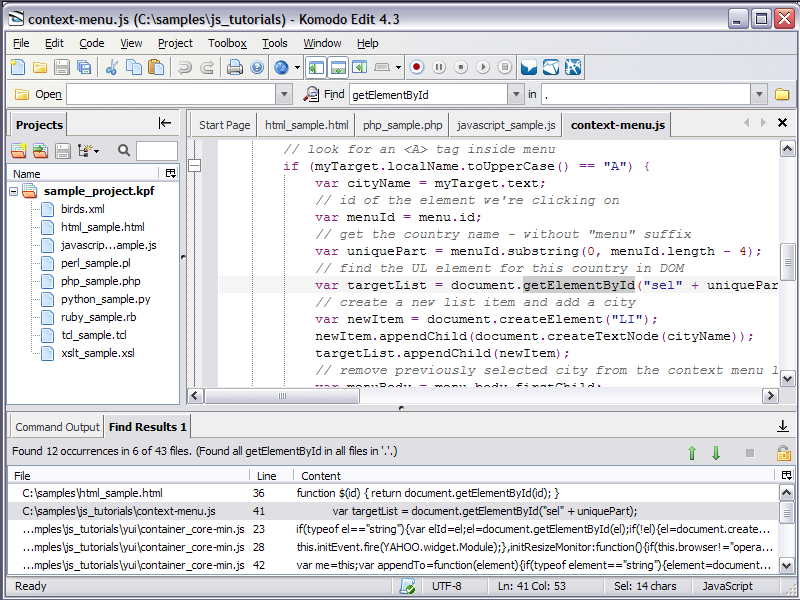 context-menu.js (C:\samples\js_tutorials) - Komodo Edit 4.3
File Edit Code View Project Toolbox Tools Window Help
Open Find getElementById in .
Projects
Start Page html_sample.html php_sample.php javascript_sample.js context-menu.js
Name
sample_project.kpf
birds.xml
html_sample.html
javascrip...ample.js
perl_sample.pl
php_sample.php
python_sample.py
ruby_sample.rb
tcl_sample.tcl
xslt_sample.xsl
// look for an <A> tag inside menu
if (myTarget.localName.toUpperCase() == "A") {
var cityName = myTarget.text;
// id of the element we're clicking on
var menuId = menu.id;
// get the country name - without "menu" suffix
var uniquePart = menuId.substring(0, menuId.length - 4);
// find the UL element for this country in DOM
var targetList = document.getElementById("sel" + uniquePar
// create a new list item and add a city
var newItem = document.createElement("LI");
newItem.appendChild(document.createTextNode(cityName));
targetList.appendChild(newItem);
// remove previously selected city from the context menu l
var menuBody = menu.body.firstChild;
Command Output Find Results 1
Found 12 occurrences in 6 of 43 files. (Found all getElementById in all files in '.'.)
File Line Content
C:\samples\html_sample.html 36 function $(id) { return document.getElementById(id); }
C:\samples\js_tutorials\context-menu.js 41 var targetList = document.getElementById("sel" + uniquePart);
...mples\js_tutorials\yui\container_core-min.js 23 if(typeof el=="string"){var elId=el;el=document.getElementById(el);if(!el){el=document.create...
...mples\js_tutorials\yui\container_core-min.js 28 this.initEvent.fire(YAHOO.widget.Module);},initResizeMonitor:function(){if(this.browser!="opera...
...mples\js_tutorials\yui\container_core-min.js 42 var me=this;var appendTo=function(element){if(typeof element=="string"){element=document...
Ready UTF-8 Ln: 41 Col: 53 Sel: 14 chars JavaScript